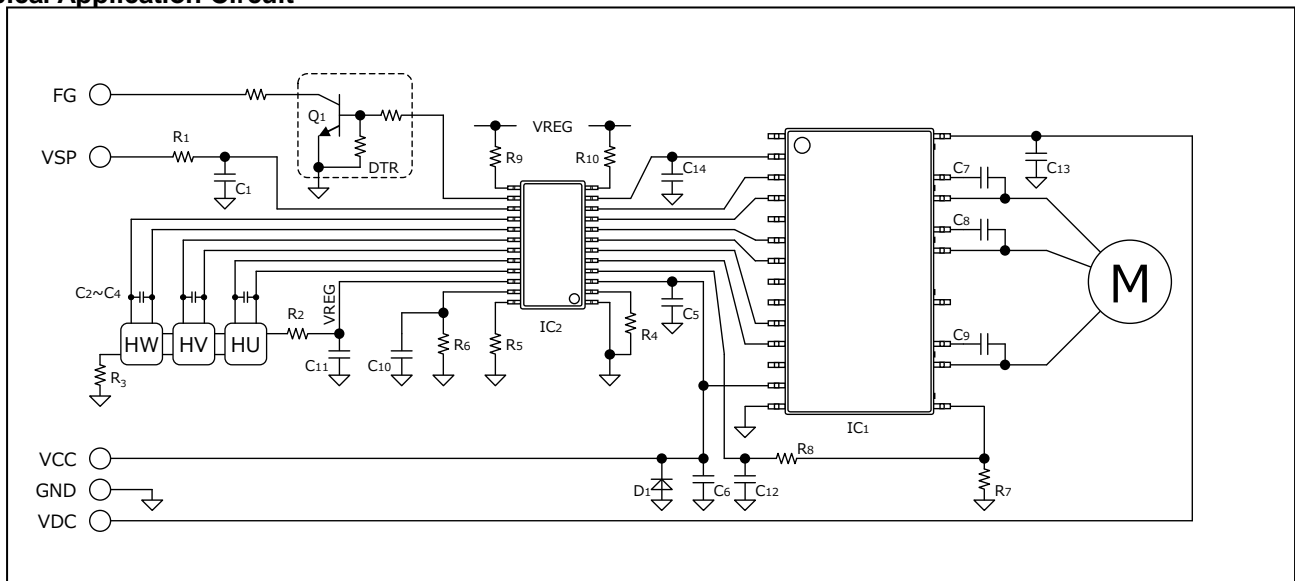 ical Application Circuit
FG
Q1
DTR
VREG
R1
VSP
C1
R9
R10
C14
C7
C13
C8
M
C2~C4
R2
VREG
C5
IC2
R4
HW
HV
HU
C11
C10
R6
R5
C9
R3
IC1
VCC
R8
GND
D1
C6
C12
R7
VDC